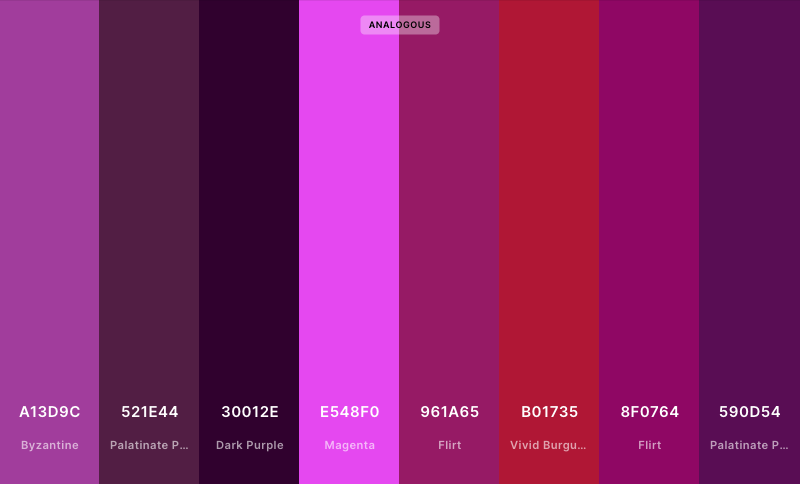 ANALOGOUS
A13D9C 521E44 30012E E548F0 961A65 B01735 8F0764 590D54
Byzantine Palatinate P... Dark Purple Magenta Flirt Vivid Burgu... Flirt Palatinate P...